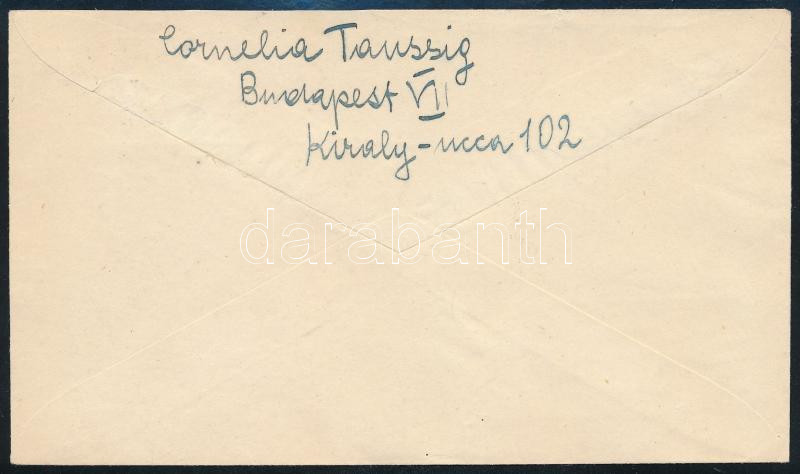 Cornelia Taussig
Budapest VII
Kiraly-ucca 102
darabanth